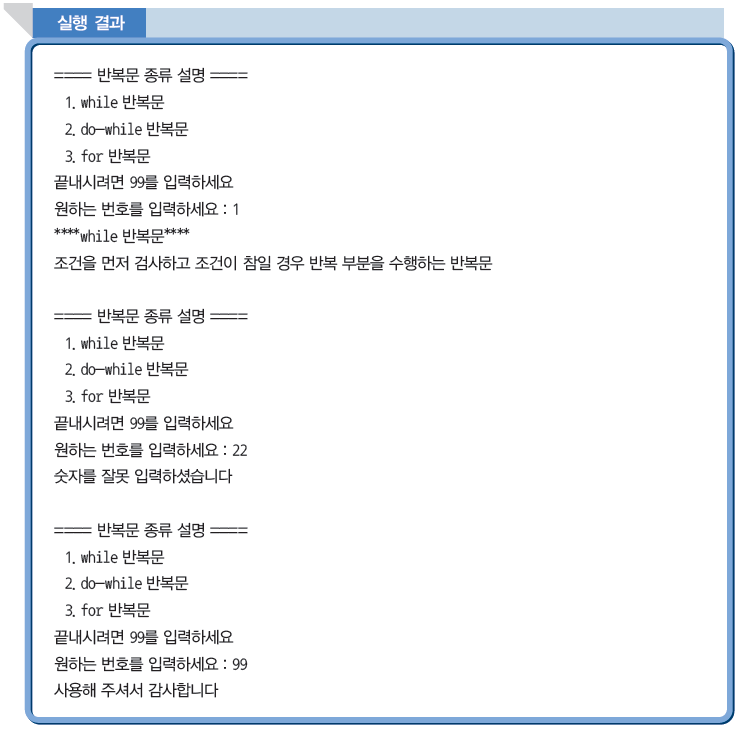 실행 결과
==== 반복문 종류 설명 ====
1. while 반복문
2. do-while 반복문
3. for 반복문
끝내시려면 99를 입력하세요
원하는 번호를 입력하세요 : 1
****while 반복문****
조건을 먼저 검사하고 조건이 참일 경우 반복 부분을 수행하는 반복문
==== 반복문 종류 설명 ====
1. while 반복문
2. do-while 반복문
3. for 반복문
끝내시려면 99를 입력하세요
원하는 번호를 입력하세요 : 22
숫자를 잘못 입력하셨습니다
==== 반복문 종류 설명 ====
1. while 반복문
2. do-while 반복문
3. for 반복문
끝내시려면 99를 입력하세요
원하는 번호를 입력하세요 : 99
사용해 주셔서 감사합니다